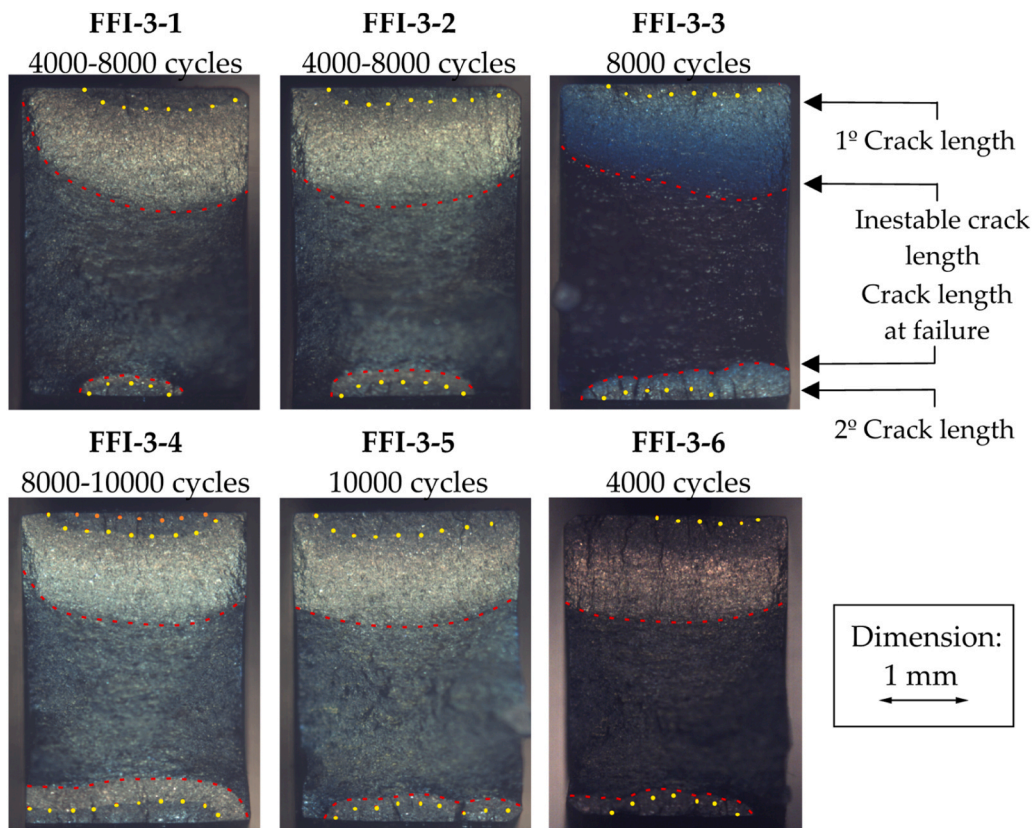 FFI-3-1
4000-8000 cycles
FFI-3-2
4000-8000 cycles
FFI-3-3
8000 cycles
1º Crack length
Inestable crack
length
Crack length
at failure
2º Crack length
FFI-3-4
8000-10000 cycles
FFI-3-5
10000 cycles
FFI-3-6
4000 cycles
Dimension:
1 mm